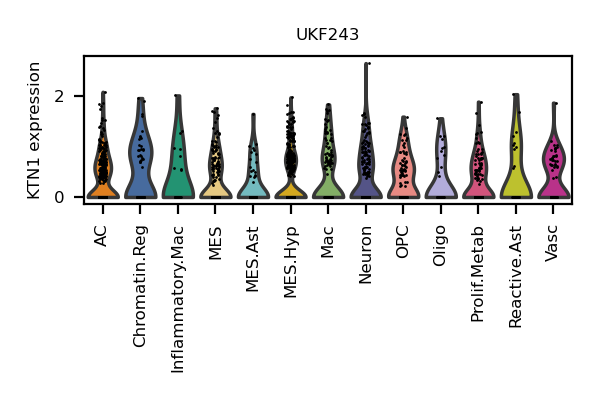 UKF243
KTN1 expression
2
0
AC
Chromatin.Reg
Inflammatory.Mac
MES
MES.Ast
MES.Hyp
Mac
Neuron
OPC
Oligo
Prolif.Metab
Reactive.Ast
Vasc